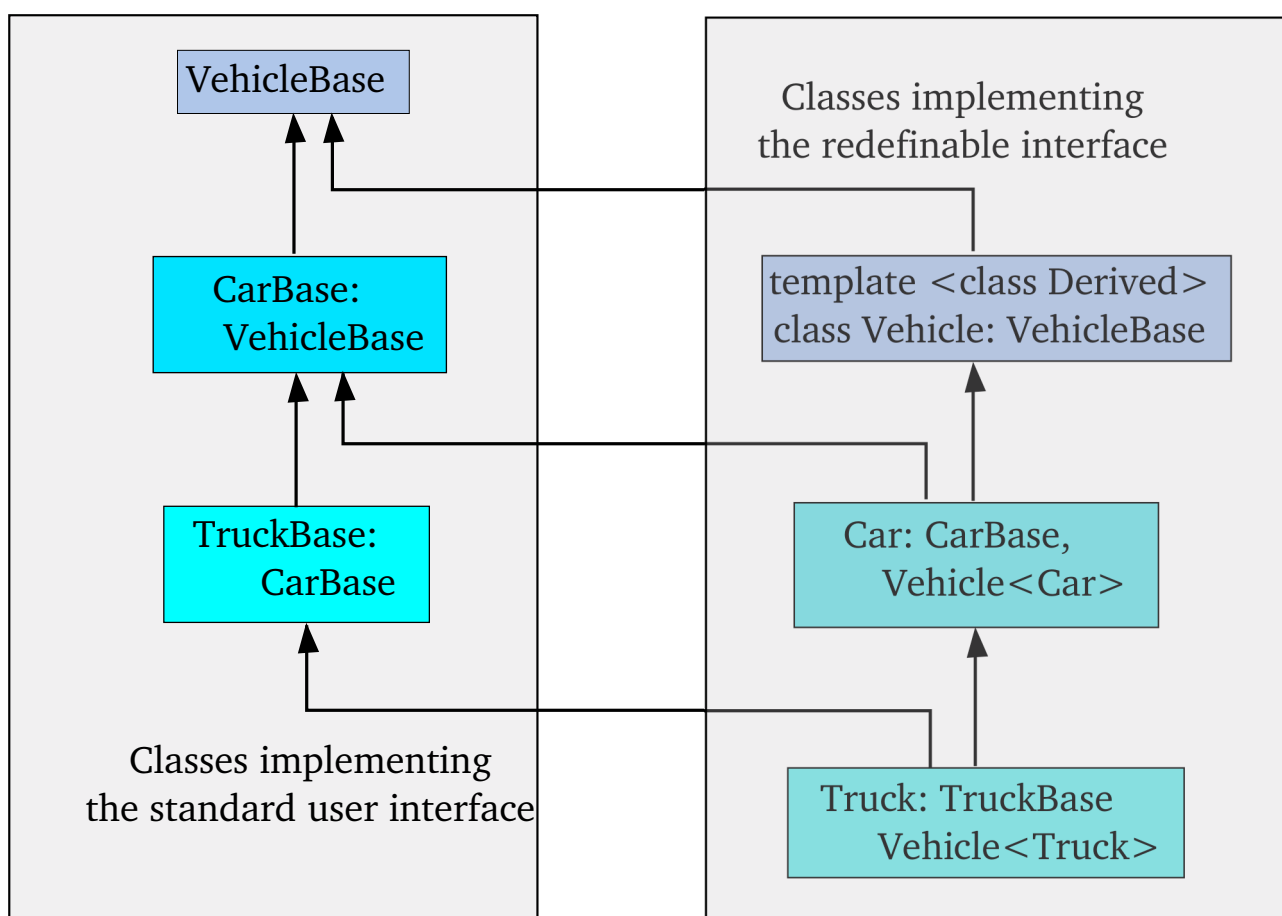 VehicleBase
CarBase:
VehicleBase
TruckBase:
CarBase
Classes implementing
the standard user interface
Classes implementing
the redefinable interface
template <class Derived>
class Vehicle: VehicleBase
Car: CarBase,
Vehicle<Car>
Truck: TruckBase
Vehicle<Truck>